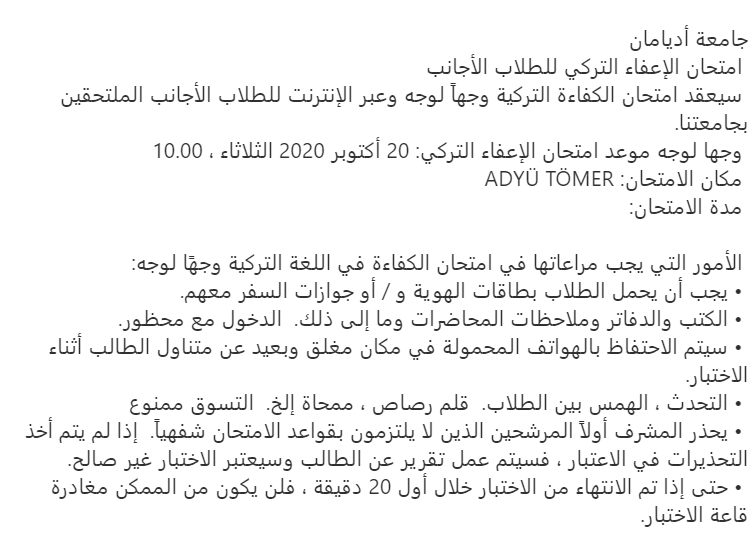 جامعة أديامان
امتحان الإعفاء التركي للطلاب الأجانب
سيعقد امتحان الكفاءة التركية وجهاً لوجه وعبر الإنترنت للطلاب الأجانب الملتحقين
بجامعتنا.
وجها لوجه موعد امتحان الإعفاء التركي: 20 أكتوبر 2020 الثلاثاء ، 10.00
مكان الامتحان: ADYÜ TÖMER
مدة الامتحان:
الأمور التي يجب مراعاتها في امتحان الكفاءة في اللغة التركية وجهًا لوجه:
• يجب أن يحمل الطلاب بطاقات الهوية و / أو جوازات السفر معهم.
• الكتب والدفاتر وملاحظات المحاضرات وما إلى ذلك. الدخول مع محظور.
• سيتم الاحتفاظ بالهواتف المحمولة في مكان مغلق وبعيد عن متناول الطالب أثناء
الاختبار.
• التحدث ، الهمس بين الطلاب. قلم رصاص ، ممحاة إلخ. التسوق ممنوع
• يحذر المشرف أولاً المرشحين الذين لا يلتزمون بقواعد الامتحان شفهياً. إذا لم يتم أخذ
التحذيرات في الاعتبار ، فسيتم عمل تقرير عن الطالب وسيعتبر الاختبار غير صالح.
• حتى إذا تم الانتهاء من الاختبار خلال أول 20 دقيقة ، فلن يكون من الممكن مغادرة
قاعة الاختبار.